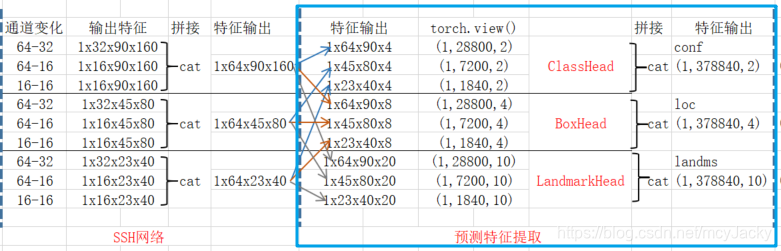 通道变化 输出特征 拼接 特征输出 特征输出 torch.view() 拼接 特征输出
64-32 1x32x90x160 1x64x90x4 (1,28800,2) conf
64-16 1x16x90x160 cat 1x64x90x160 1x45x80x4 (1,7200,2) ClassHead cat (1,378840,2)
16-16 1x16x90x160 1x23x40x4 (1,1840,2)
64-32 1x32x45x80 1x64x90x8 (1,28800,4) loc
64-16 1x16x45x80 cat 1x64x45x80 1x45x80x8 (1,7200,4) BoxHead cat (1,378840,4)
16-16 1x16x45x80 1x23x40x8 (1,1840,4)
64-32 1x32x23x40 1x64x90x20 (1,28800,10) landms
64-16 1x16x23x40 cat 1x64x23x40 1x45x80x20 (1,7200,10) LandmarkHead cat (1,378840,10)
16-16 1x16x23x40 1x23x40x20 (1,1840,10)
SSH网络 预测特征提取
https://blog.csdn.net/mcyJacky